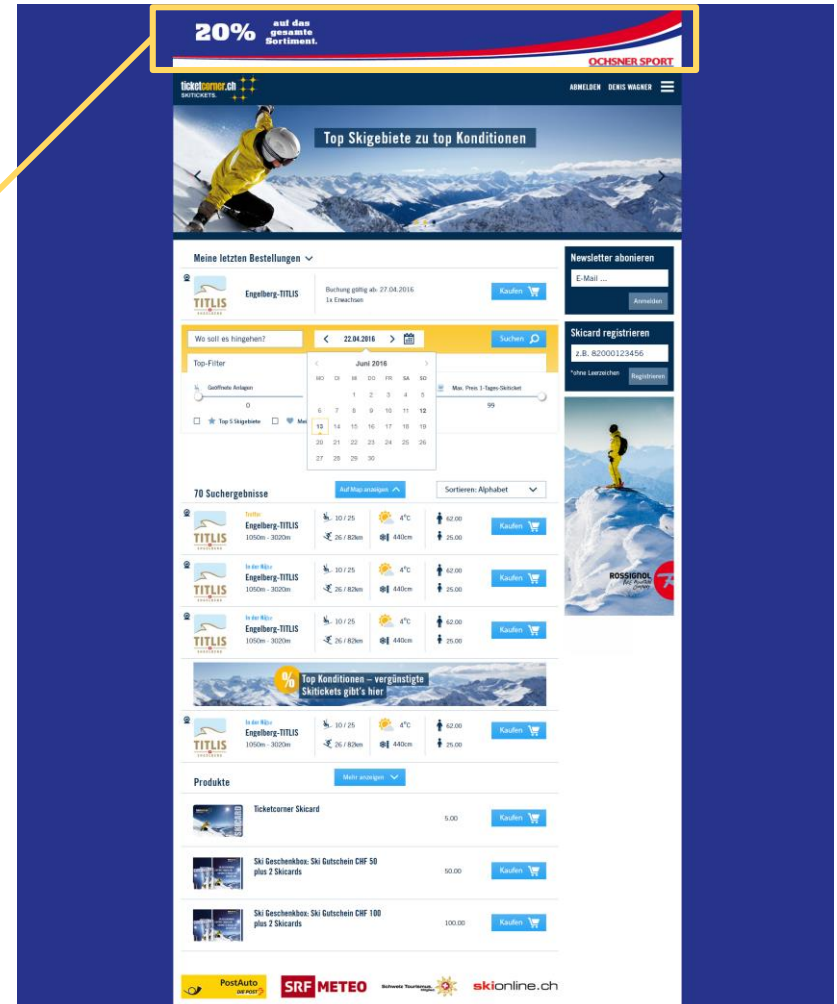 20% auf das
gesamte
Sortiment.
OCHSNER SPORT
ticketcorner.ch
SKITICKETS.
ABMELDEN DENIS WAGNER
Top Skigebiete zu top Konditionen
Meine letzten Bestellungen
TITLIS
ENGELBERG
Engelberg-TITLIS
Buchung gültig ab: 27.04.2016
1x Erwachsen
Kaufen
Newsletter abonieren
E-Mail ...
Anmelden
Wo soll es hingehen?
22.04.2016
Suchen
Skicard registrieren
z.B. 82000123456
*ohne Leerzeichen
Registrieren
Top-Filter
Juni 2016
MO DI MI DO FR SA SO
1 2 3 4 5
6 7 8 9 10 11 12
13 14 15 16 17 18 19
20 21 22 23 24 25 26
27 28 29 30
Geöffnete Anlagen
0
Max. Preis 1-Tages-Skiticket
99
Top 5 Skigebiete
Mei
70 Suchergebnisse
Auf Map anzeigen
Sortieren: Alphabet
TITLIS
ENGELBERG
Treffer
Engelberg-TITLIS
1050m - 3020m
10 / 25
26 / 82km
4°C
440cm
62.00
25.00
Kaufen
TITLIS
ENGELBERG
In der Nähe
Engelberg-TITLIS
1050m - 3020m
10 / 25
26 / 82km
4°C
440cm
62.00
25.00
Kaufen
TITLIS
ENGELBERG
In der Nähe
Engelberg-TITLIS
1050m - 3020m
10 / 25
26 / 82km
4°C
440cm
62.00
25.00
Kaufen
ROSSIGNOL
% Top Konditionen – vergünstigte
Skitickets gibt's hier
TITLIS
ENGELBERG
In der Nähe
Engelberg-TITLIS
1050m - 3020m
10 / 25
26 / 82km
4°C
440cm
62.00
25.00
Kaufen
Produkte
Mehr anzeigen
SKICARD
Ticketcorner Skicard
5.00
Kaufen
Ski Geschenkbox: Ski Gutschein CHF 50
plus 2 Skicards
50.00
Kaufen
Ski Geschenkbox: Ski Gutschein CHF 100
plus 2 Skicards
100.00
Kaufen
PostAuto
DIE POST
SRF METEO
Schweiz Tourismus.
Mitglied
skionline.ch